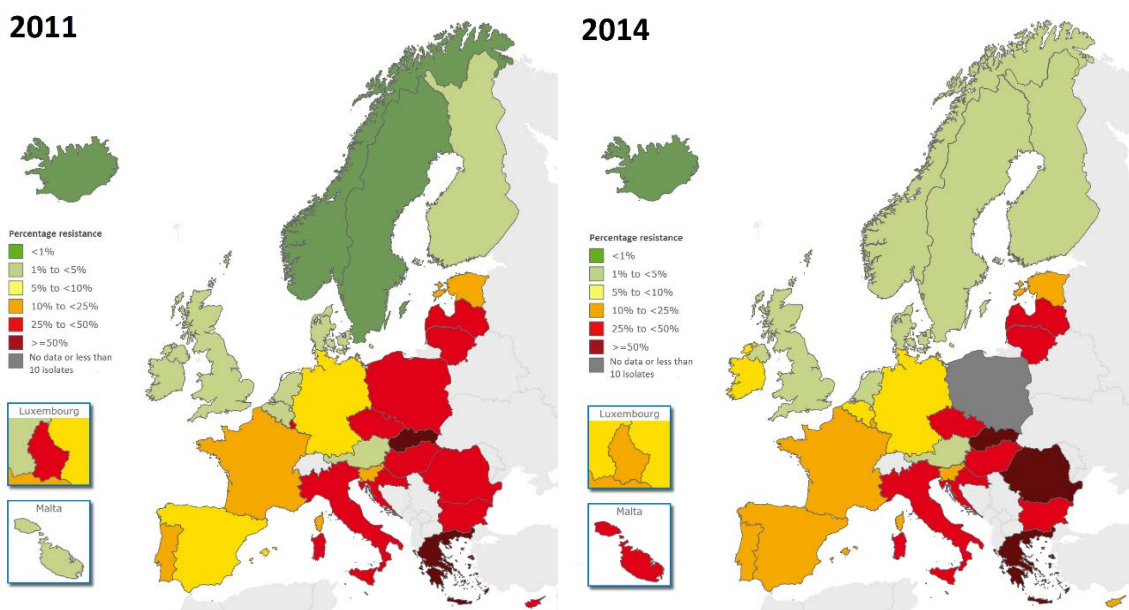 2011
Percentage resistance
<1%
1% to <5%
5% to <10%
10% to <25%
25% to <50%
>=50%
No data or less than
10 isolates
Luxembourg
Malta
2014
Percentage resistance
<1%
1% to <5%
5% to <10%
10% to <25%
25% to <50%
>=50%
No data or less than
10 isolates
Luxembourg
Malta